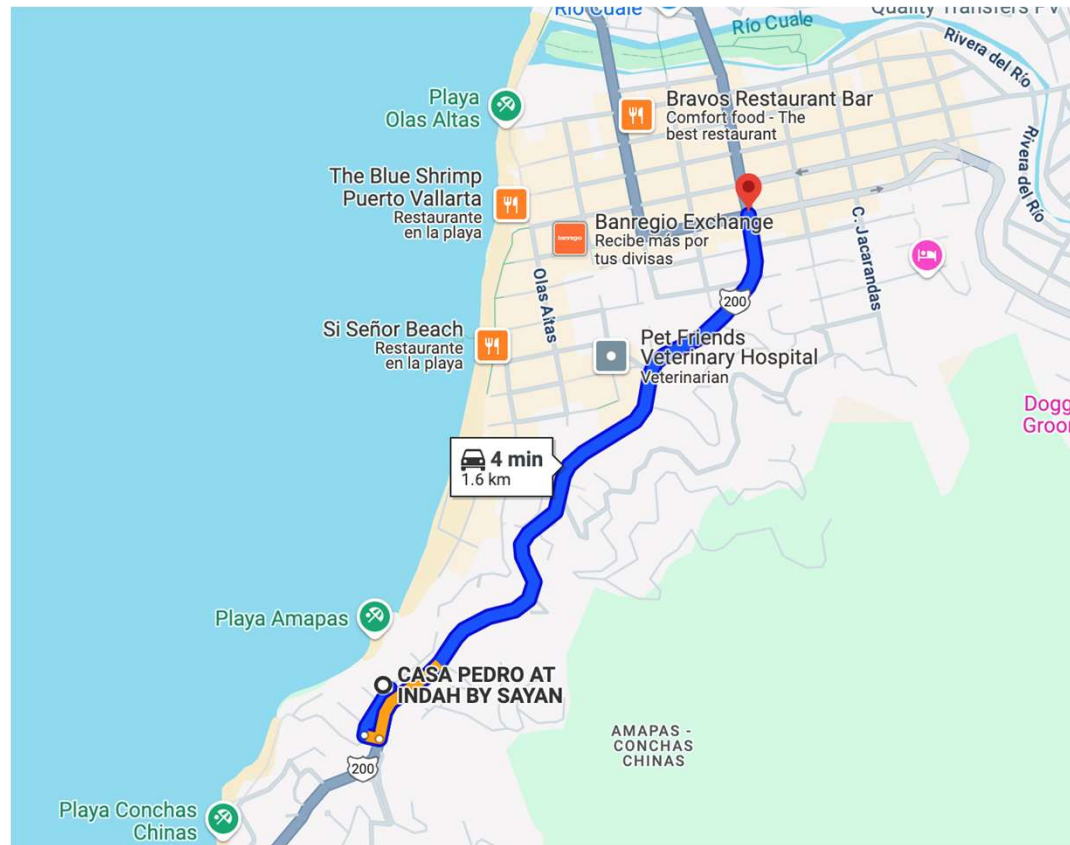 Río Cuale
Quality Transfers PV
Río Cuale
Rivera del Río
Playa
Olas Altas
Bravos Restaurant Bar
Comfort food - The
best restaurant
Rivera del Río
The Blue Shrimp
Puerto Vallarta
Restaurante
en la playa
Banregio Exchange
Recibe más por
tus divisas
banregio
C. Jacarandas
Olas Altas
200
Si Señor Beach
Restaurante
en la playa
Pet Friends
Veterinary Hospital
Veterinarian
Dogg
Groor
4 min
1.6 km
Playa Amapas
CASA PEDRO AT
INDAH BY SAYAN
AMAPAS -
CONCHAS
CHINAS
200
Playa Conchas
Chinas